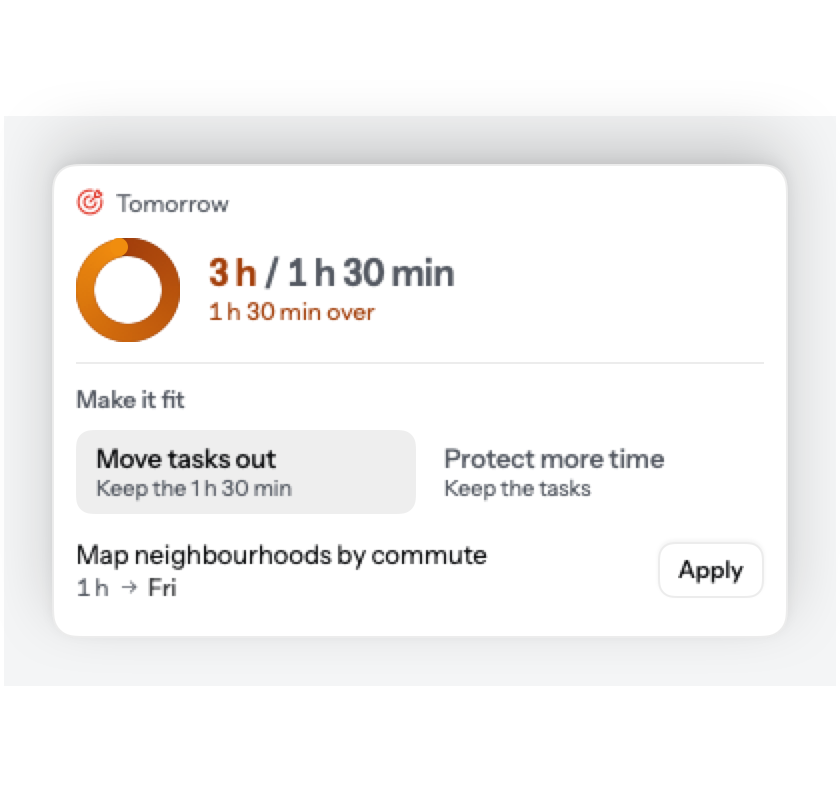 Tomorrow
3 h / 1 h 30 min
1 h 30 min over
Make it fit
Move tasks out
Keep the 1 h 30 min
Protect more time
Keep the tasks
Map neighbourhoods by commute
1 h → Fri
Apply